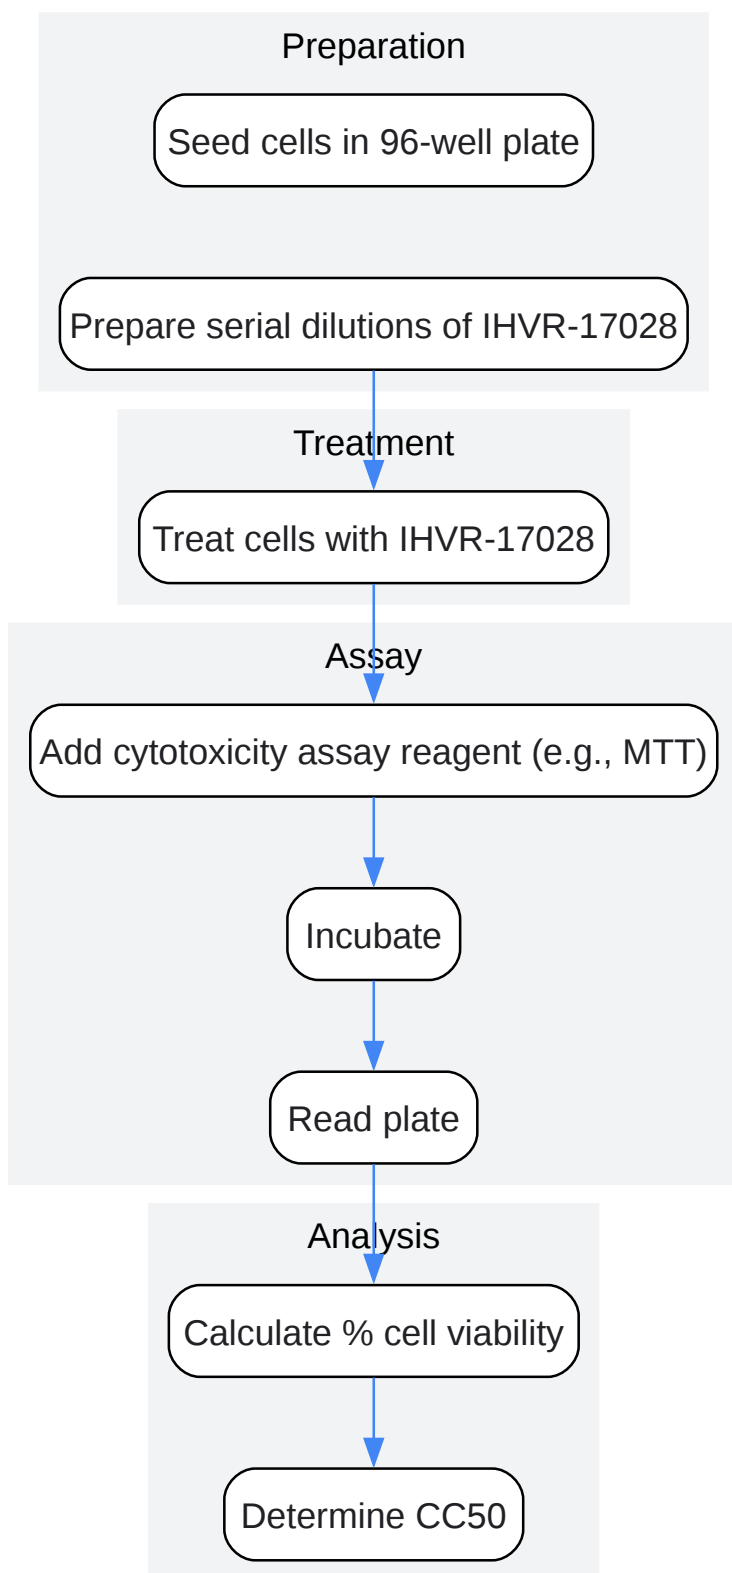 Preparation
Seed cells in 96-well plate
Prepare serial dilutions of IHVR-17028
Treatment
Treat cells with IHVR-17028
Assay
Add cytotoxicity assay reagent (e.g., MTT)
Incubate
Read plate
Analysis
Calculate % cell viability
Determine CC50